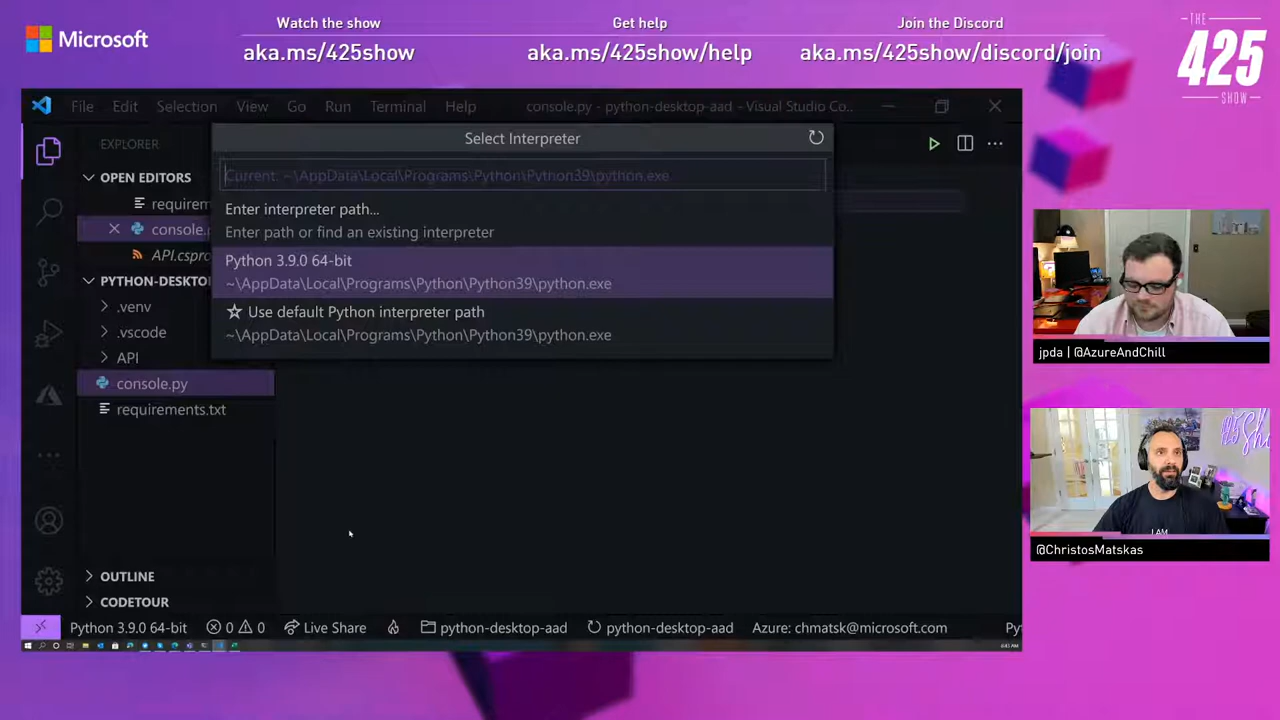 Microsoft
Watch the show
aka.ms/425show
Get help
aka.ms/425show/help
Join the Discord
aka.ms/425show/discord/join
THE
425
SHOW
File Edit Selection View Go Run Terminal Help
console.py - python-desktop-aad - Visual Studio Co...
Select Interpreter
Current: ~\AppData\Local\Programs\Python\Python39\python.exe
Enter interpreter path...
Enter path or find an existing interpreter
Python 3.9.0 64-bit
~\AppData\Local\Programs\Python\Python39\python.exe
Use default Python interpreter path
~\AppData\Local\Programs\Python\Python39\python.exe
EXPLORER
OPEN EDITORS
requirem
console.
API.cspro
PYTHON-DESKTO
.venv
.vscode
API
console.py
requirements.txt
OUTLINE
CODETOUR
Python 3.9.0 64-bit 0 0 Live Share python-desktop-aad python-desktop-aad Azure: chmatsk@microsoft.com Py
jpda | @AzureAndChill
I AM
@ChristosMatskas